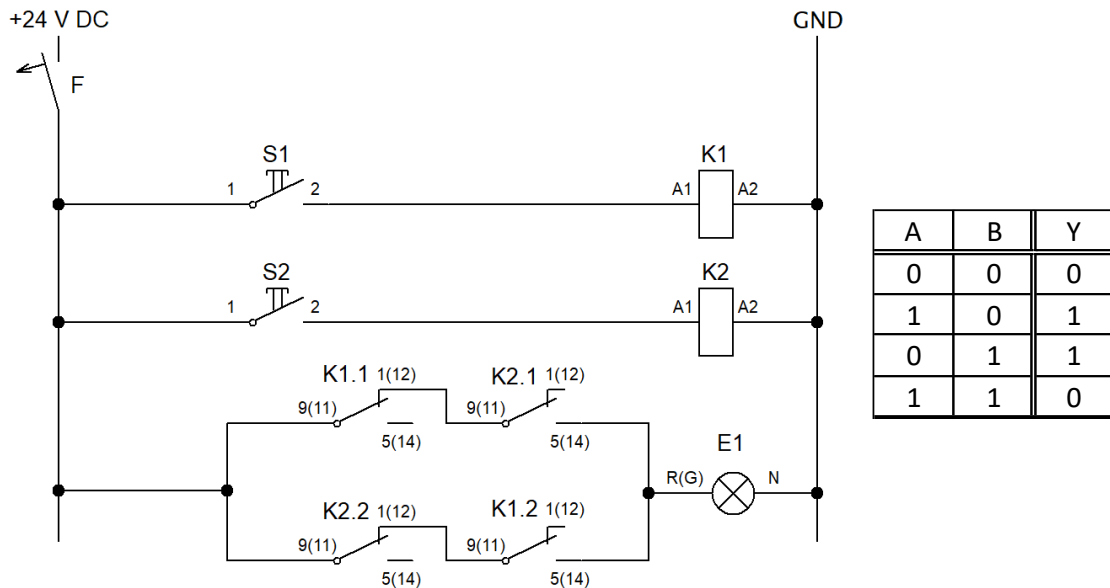 +24 V DC
GND
F
S1
K1
1
2
A1
A2
S2
K2
1
2
A1
A2
K1.1 1(12)
K2.1 1(12)
9(11)
9(11)
5(14)
5(14)
E1
R(G)
N
K2.2 1(12)
K1.2 1(12)
9(11)
9(11)
5(14)
5(14)
A B Y
0 0 0
1 0 1
0 1 1
1 1 0